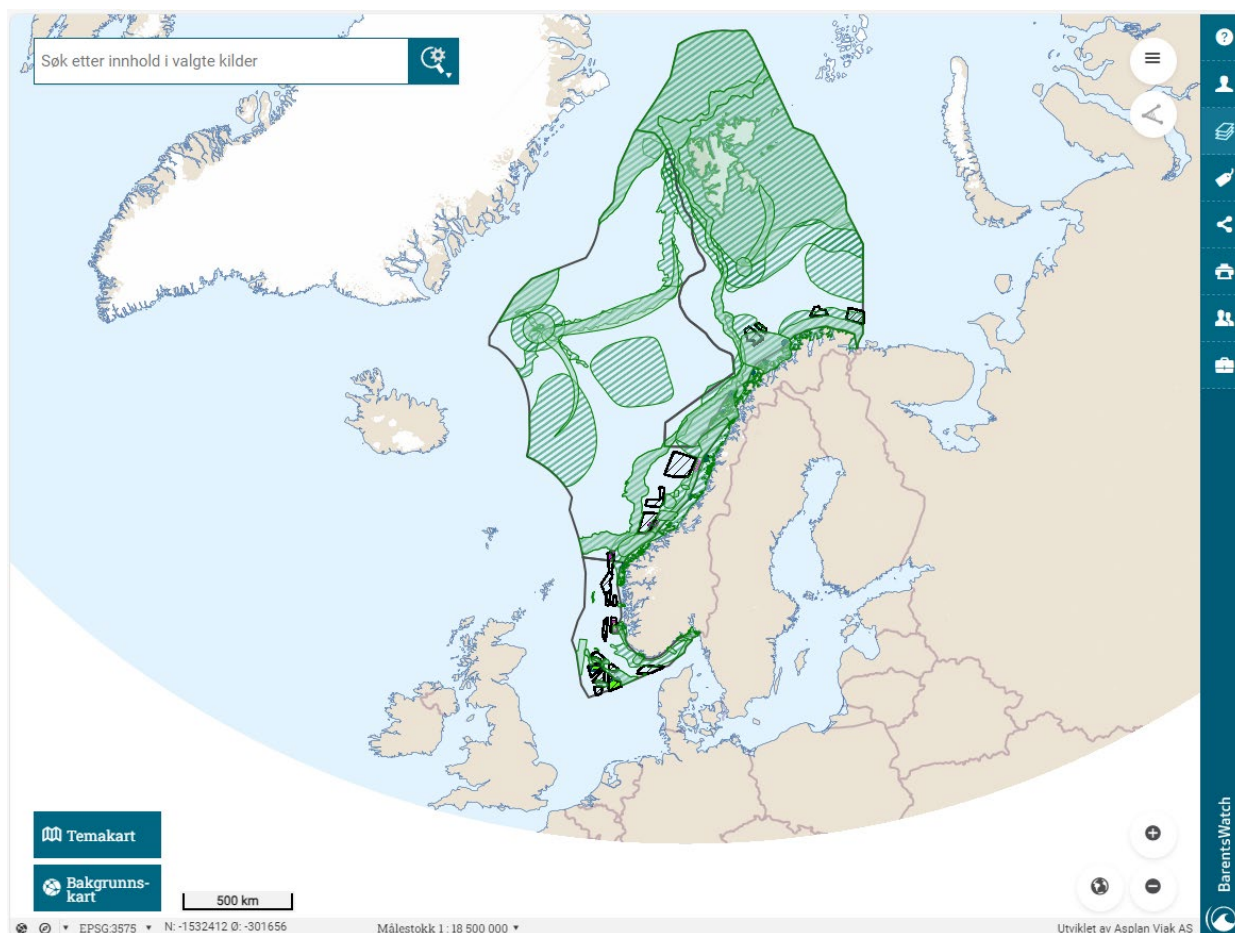 Søk etter innhold i valgte kilder
Temakart
Bakgrunns-
kart
500 km
BarentsWatch
EPSG:3575 N: -1532412 Ø: -301656
Målestokk 1 : 18 500 000
Utviklet av Asplan Viak AS